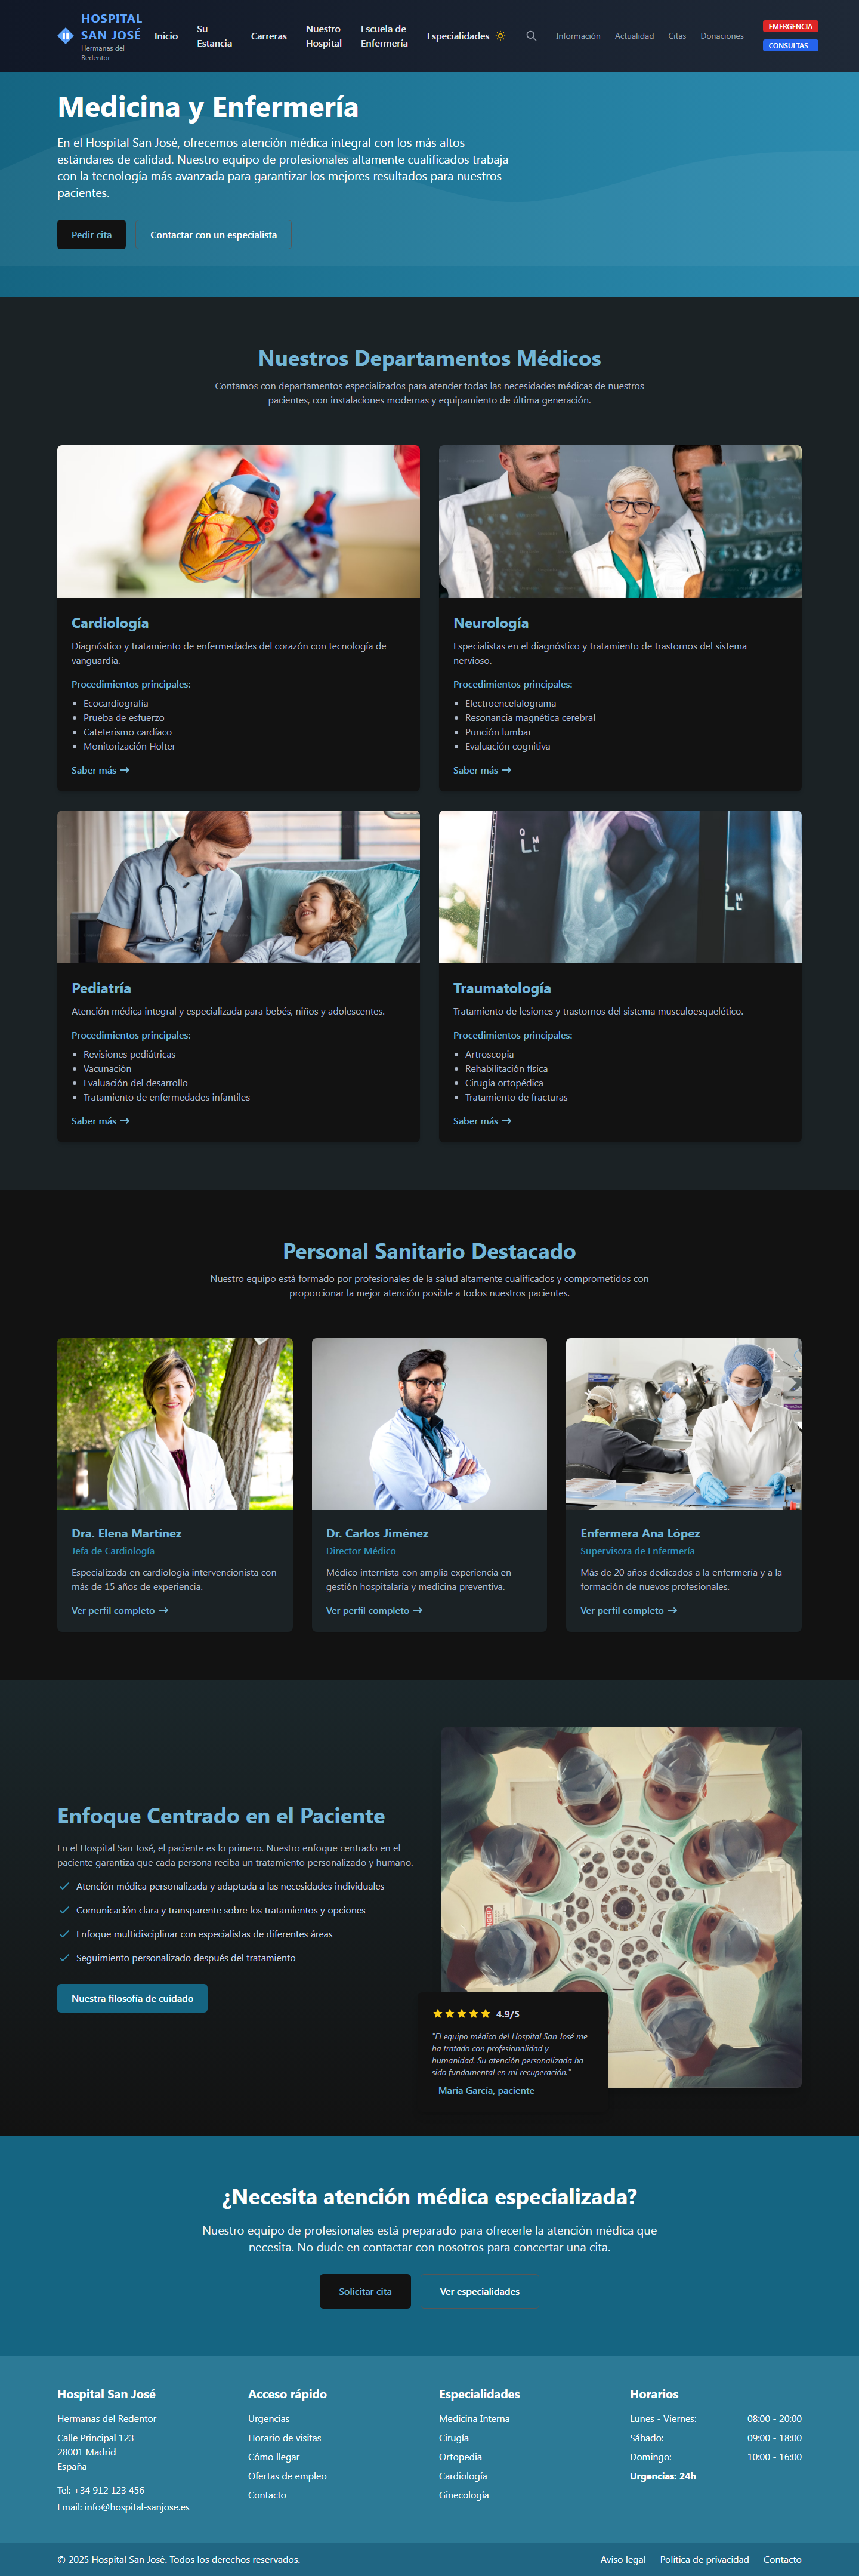 HOSPITAL
SAN JOSÉ
Hermanas del
Redentor
Inicio
Su
Estancia
Carreras
Nuestro
Hospital
Escuela de
Enfermería
Especialidades
Información
Actualidad
Citas
Donaciones
EMERGENCIA
CONSULTAS
Medicina y Enfermería
En el Hospital San José, ofrecemos atención médica integral con los más altos
estándares de calidad. Nuestro equipo de profesionales altamente cualificados trabaja
con la tecnología más avanzada para garantizar los mejores resultados para nuestros
pacientes.
Pedir cita
Contactar con un especialista
Nuestros Departamentos Médicos
Contamos con departamentos especializados para atender todas las necesidades médicas de nuestros
pacientes, con instalaciones modernas y equipamiento de última generación.
Cardiología
Diagnóstico y tratamiento de enfermedades del corazón con tecnología de
vanguardia.
Procedimientos principales:
Ecocardiografía
Prueba de esfuerzo
Cateterismo cardíaco
Monitorización Holter
Saber más →
Neurología
Especialistas en el diagnóstico y tratamiento de trastornos del sistema
nervioso.
Procedimientos principales:
Electroencefalograma
Resonancia magnética cerebral
Punción lumbar
Evaluación cognitiva
Saber más →
Pediatría
Atención médica integral y especializada para bebés, niños y adolescentes.
Procedimientos principales:
Revisiones pediátricas
Vacunación
Evaluación del desarrollo
Tratamiento de enfermedades infantiles
Saber más →
Traumatología
Tratamiento de lesiones y trastornos del sistema musculoesquelético.
Procedimientos principales:
Artroscopia
Rehabilitación física
Cirugía ortopédica
Tratamiento de fracturas
Saber más →
Personal Sanitario Destacado
Nuestro equipo está formado por profesionales de la salud altamente cualificados y comprometidos con
proporcionar la mejor atención posible a todos nuestros pacientes.
Dra. Elena Martínez
Jefa de Cardiología
Especializada en cardiología intervencionista con
más de 15 años de experiencia.
Ver perfil completo →
Dr. Carlos Jiménez
Director Médico
Médico internista con amplia experiencia en
gestión hospitalaria y medicina preventiva.
Ver perfil completo →
Enfermera Ana López
Supervisora de Enfermería
Más de 20 años dedicados a la enfermería y a la
formación de nuevos profesionales.
Ver perfil completo →
Enfoque Centrado en el Paciente
En el Hospital San José, el paciente es lo primero. Nuestro enfoque centrado en el
paciente garantiza que cada persona reciba un tratamiento personalizado y humano.
Atención médica personalizada y adaptada a las necesidades individuales
Comunicación clara y transparente sobre los tratamientos y opciones
Enfoque multidisciplinar con especialistas de diferentes áreas
Seguimiento personalizado después del tratamiento
Nuestra filosofía de cuidado
4.9/5
"El equipo médico del Hospital San José me
ha tratado con profesionalidad y
humanidad. Su atención personalizada ha
sido fundamental en mi recuperación."
- María García, paciente
¿Necesita atención médica especializada?
Nuestro equipo de profesionales está preparado para ofrecerle la atención médica que
necesita. No dude en contactar con nosotros para concertar una cita.
Solicitar cita
Ver especialidades
Hospital San José
Hermanas del Redentor
Calle Principal 123
28001 Madrid
España
Tel: +34 912 123 456
Email: info@hospital-sanjose.es
Acceso rápido
Urgencias
Horario de visitas
Cómo llegar
Ofertas de empleo
Contacto
Especialidades
Medicina Interna
Cirugía
Ortopedia
Cardiología
Ginecología
Horarios
Lunes - Viernes: 08:00 - 20:00
Sábado: 09:00 - 18:00
Domingo: 10:00 - 16:00
Urgencias: 24h
© 2025 Hospital San José. Todos los derechos reservados.
Aviso legal
Política de privacidad
Contacto